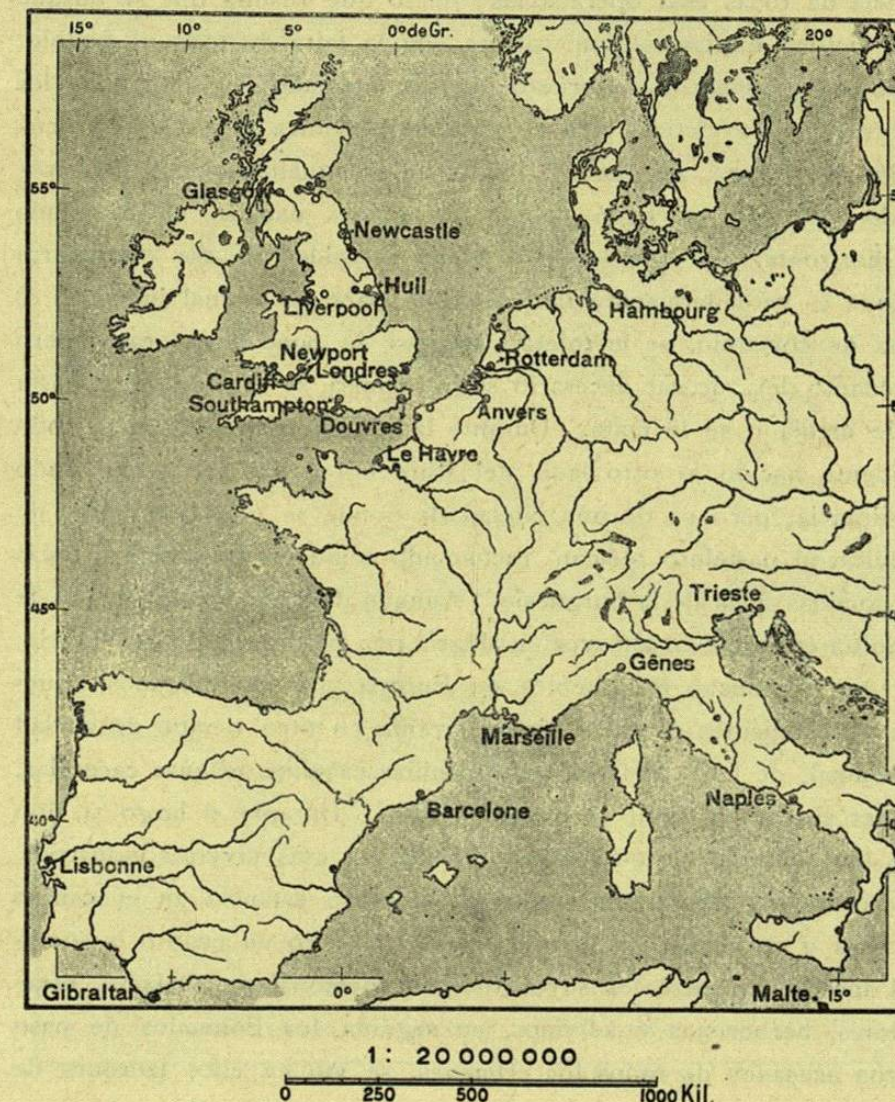 15° 10° 5° 0° de Gr. 20°
55°
Glasgow
Newcastle
Hull
Liverpool
Hambourg
Newport
Londres
Rotterdam
Cardiff
50°
Southampton
Anvers
Douvres
Le Havre
45°
Trieste
Gênes
Marseille
Naples
Barcelone
40°
Lisbonne
Gibraltar 0° Malte. 15°
1: 20 000 000
0 250 500 1000 Kil.